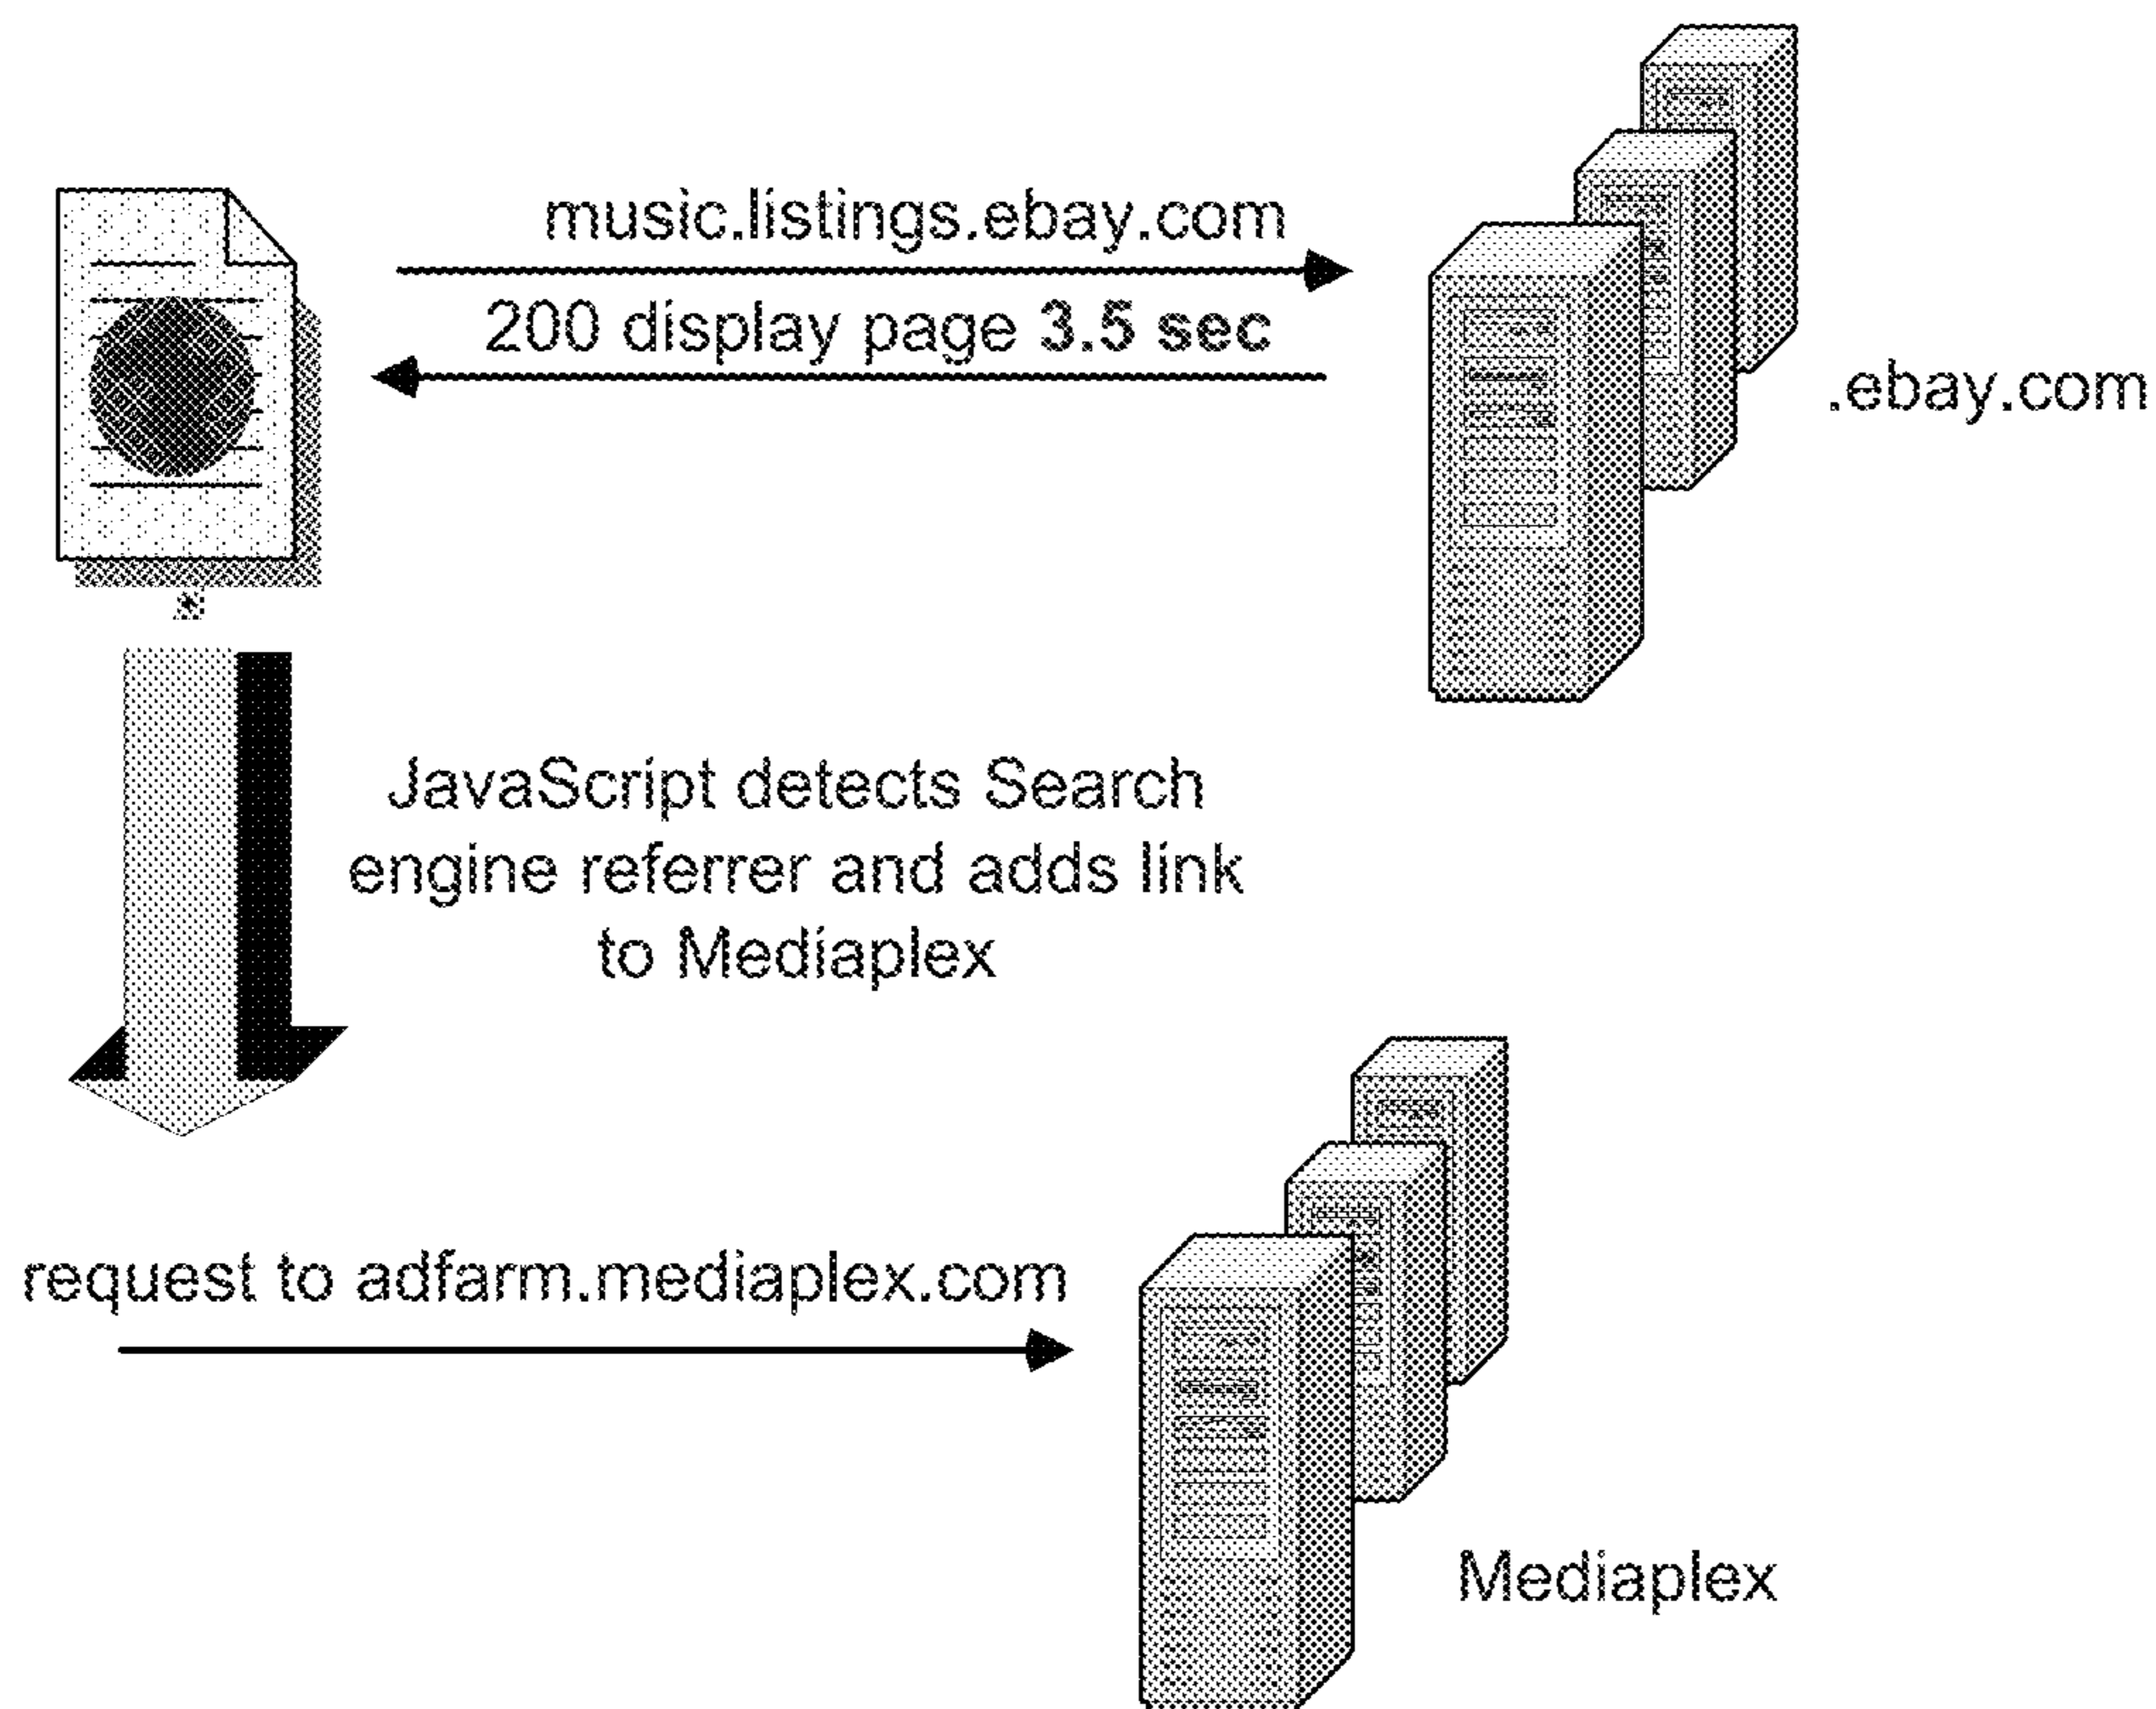 music.listings.ebay.com
200 display page 3.5 sec
.ebay.com
JavaScript detects Search
engine referrer and adds link
to Mediaplex
request to adfarm.mediaplex.com
Mediaplex